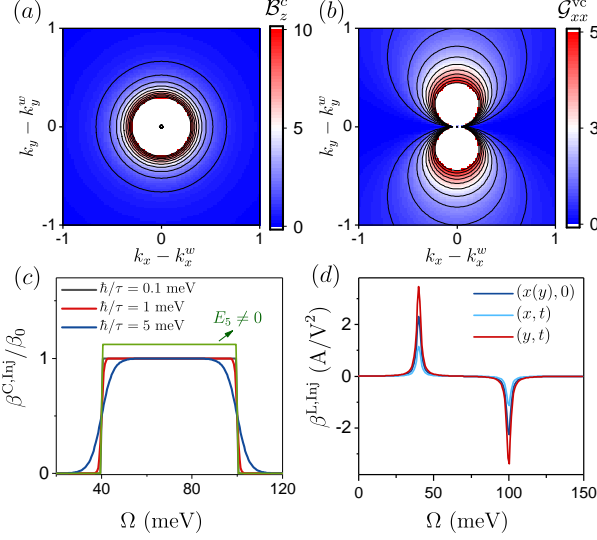 (a) 𝓑_z^c (b) 𝓖_xx^vc
10 5
1 1
k_y − k_y^w 0 5 k_y − k_y^w 0 3
-1 0 -1 0
-1 0 1 -1 0 1
k_x − k_x^w k_x − k_x^w
(c) (d)
ħ/τ = 0.1 meV
ħ/τ = 1 meV
ħ/τ = 5 meV
E_5 ≠ 0
β^{C,Inj}/β_0
1
0
40 80 120
Ω (meV)
(x(y), 0)
(x, t)
(y, t)
β^{L,Inj} (A/V^2)
2
0
-2
0 50 100 150
Ω (meV)